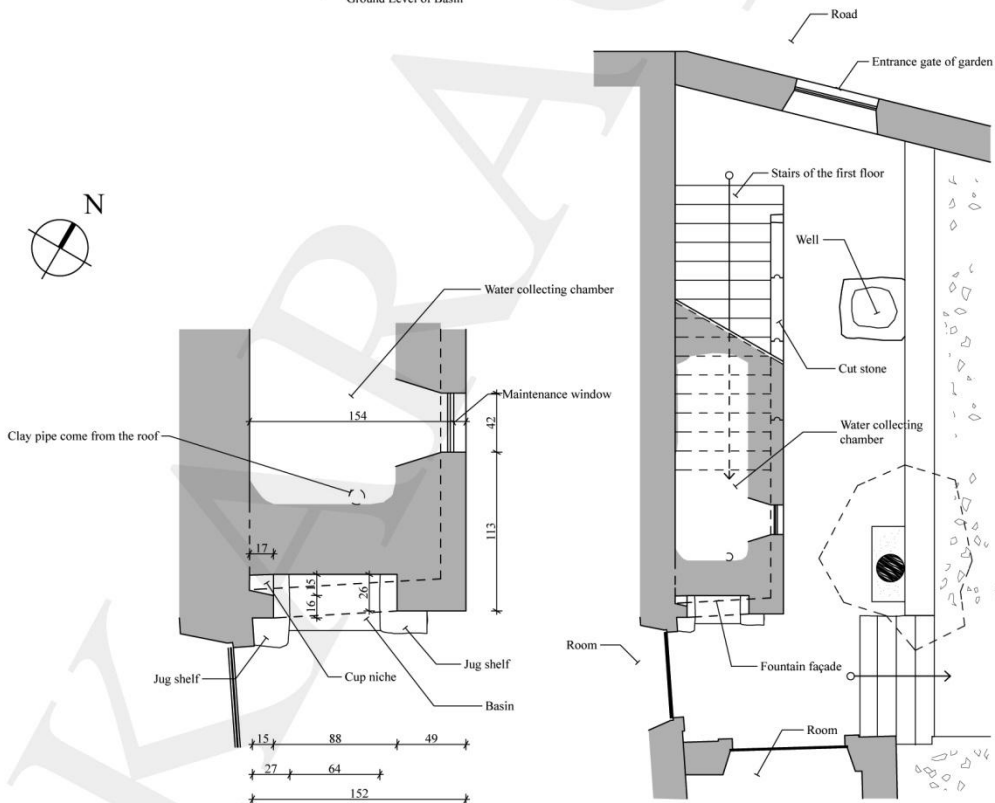 Ground Level of Basin
Road
Entrance gate of garden
Stairs of the first floor
N
Well
Water collecting chamber
Cut stone
154
Maintenance window
42
Clay pipe come from the roof
Water collecting
chamber
113
17
15
16
26
Room
Jug shelf
Fountain façade
Jug shelf
Cup niche
Basin
Room
15
88
49
27
64
152